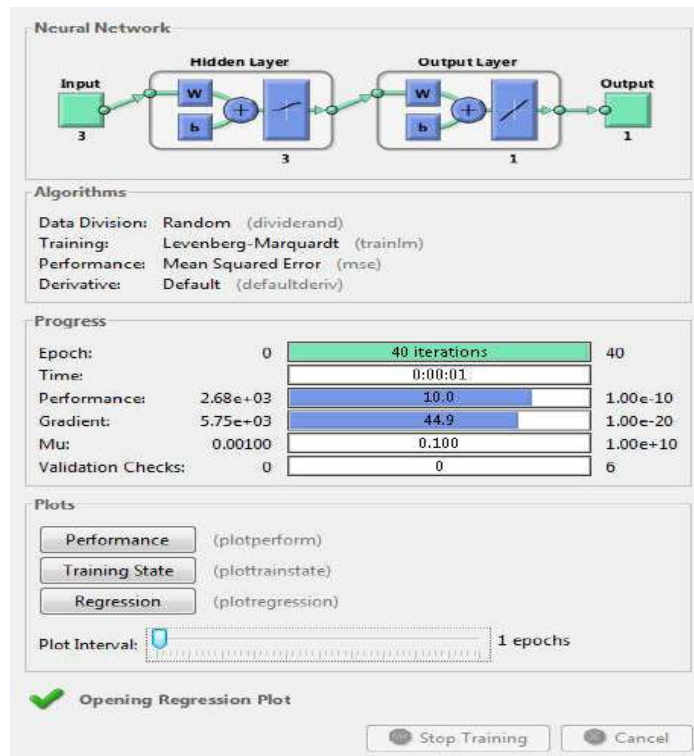 Neural Network
Hidden Layer
Output Layer
Input
Output
W
W
b
b
3
3
1
1
Algorithms
Data Division: Random (dividerand)
Training: Levenberg-Marquardt (trainlm)
Performance: Mean Squared Error (mse)
Derivative: Default (defaultderiv)
Progress
Epoch: 0 40 iterations 40
Time: 0:00:01
Performance: 2.68e+03 10.0 1.00e-10
Gradient: 5.75e+03 44.9 1.00e-20
Mu: 0.00100 0.100 1.00e+10
Validation Checks: 0 0 6
Plots
Performance (plotperform)
Training State (plottrainstate)
Regression (plotregression)
Plot Interval: 1 epochs
Opening Regression Plot
Stop Training Cancel